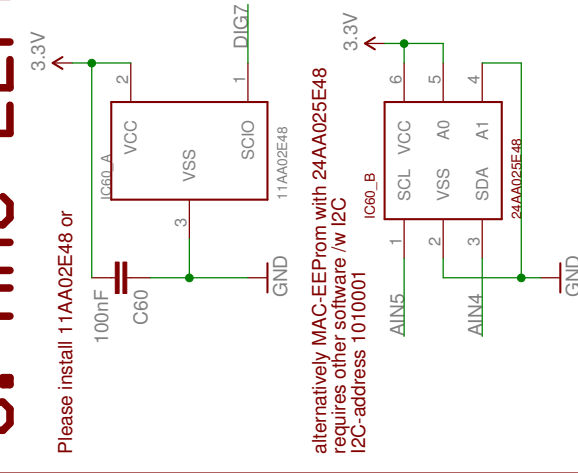 Please install 11AA02E48 or
3.3V
100nF
C60
IC60_A
2
VCC
3
VSS
SCIO
1
DIG7
11AA02E48
GND
alternatively MAC-EEProm with 24AA025E48
requires other software /w I2C
I2C-address 1010001
3.3V
IC60_B
AIN5
1
SCL
VCC
6
2
VSS
A0
5
AIN4
3
SDA
A1
4
24AA025E48
GND